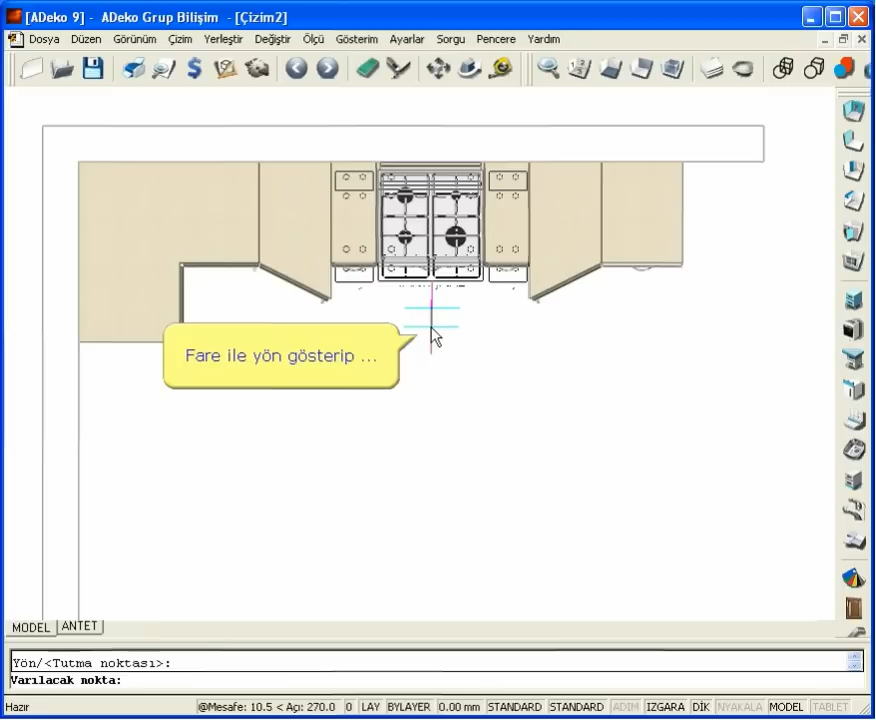 [ADeko 9] - ADeko Grup Bilişim - [Çizim2]
Dosya Düzen Görünüm Çizim Yerleştir Değiştir Ölçü Gösterim Ayarlar Sorgu Pencere Yardım
Fare ile yön gösterip ...
MODEL ANTET
Yön/<Tutma noktası>:
Varılacak nokta:
Hazır @Mesafe: 10.5 < Açı: 270.0 0 LAY BYLAYER 0.00 mm STANDARD STANDARD ADIM IZGARA DİK NYAKALA MODEL TABLET